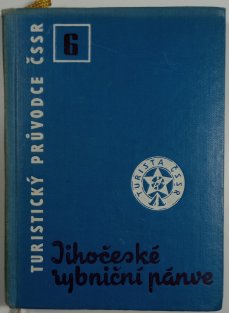 TURISTICKÝ PRŮVODCE ČSSR
6
TURISTA ČSSR
Jihočeské
rybniční pánve